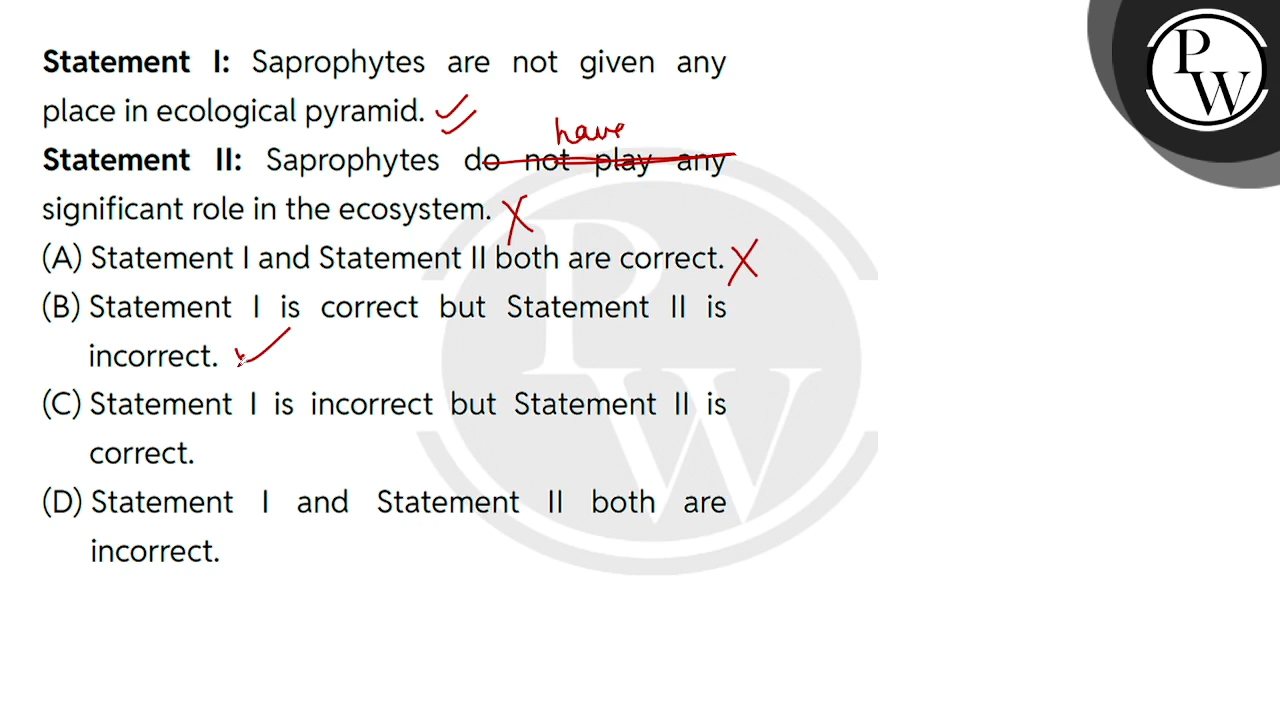 P
W
Statement I: Saprophytes are not given any
place in ecological pyramid.
have
Statement II: Saprophytes do not play any
significant role in the ecosystem.
(A) Statement I and Statement II both are correct.
(B) Statement I is correct but Statement II is
incorrect.
(C) Statement I is incorrect but Statement II is
correct.
(D) Statement I and Statement II both are
incorrect.
PW